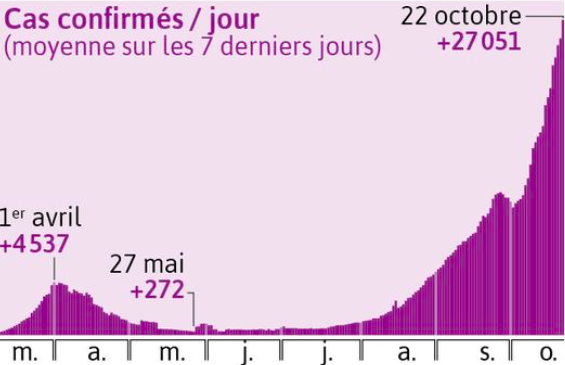 Cas confirmés / jour
(moyenne sur les 7 derniers jours)
22 octobre
+27 051
1er avril
+4 537
27 mai
+272
m. a. m. j. j. a. s. o.